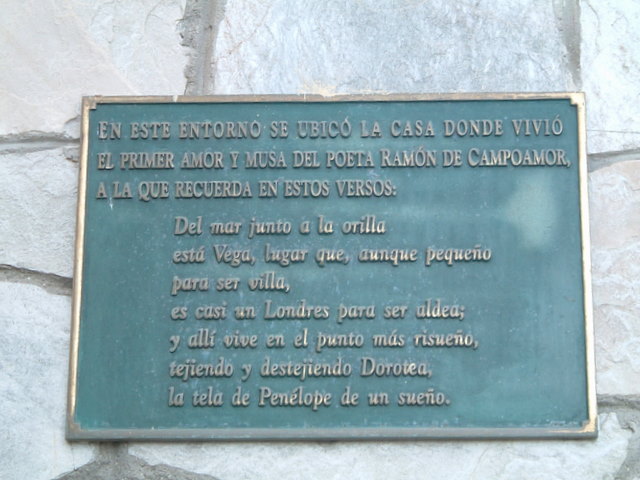 EN ESTE ENTORNO SE UBICÓ LA CASA DONDE VIVIÓ
EL PRIMER AMOR Y MUSA DEL POETA RAMÓN DE CAMPOAMOR,
A LA QUE RECUERDA EN ESTOS VERSOS:
Del mar junto a la orilla
está Vega, lugar que, aunque pequeño
para ser villa,
es casi un Londres para ser aldea;
y allí vive en el punto más risueño,
tejiendo y destejiendo Dorotea,
la tela de Penélope de un sueño.